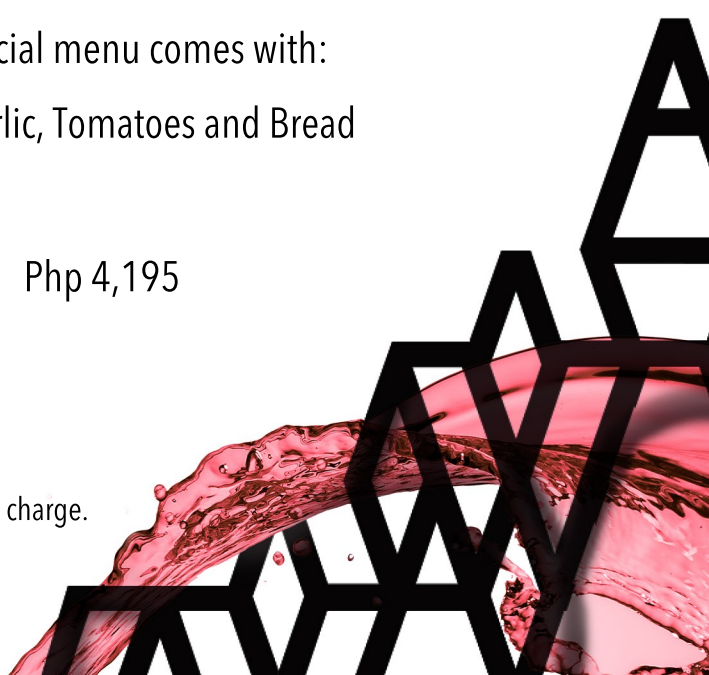 cial menu comes with:
rlic, Tomatoes and Bread
Php 4,195
charge.